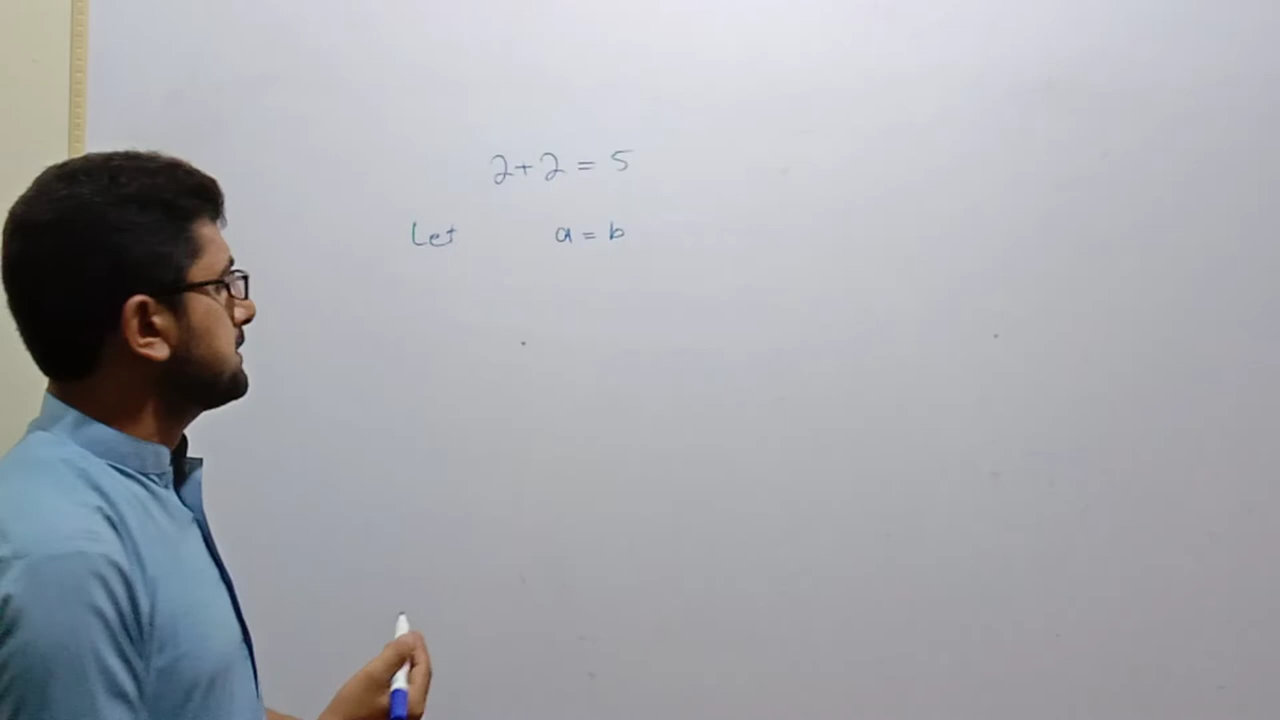 2+2 = 5
Let a = b